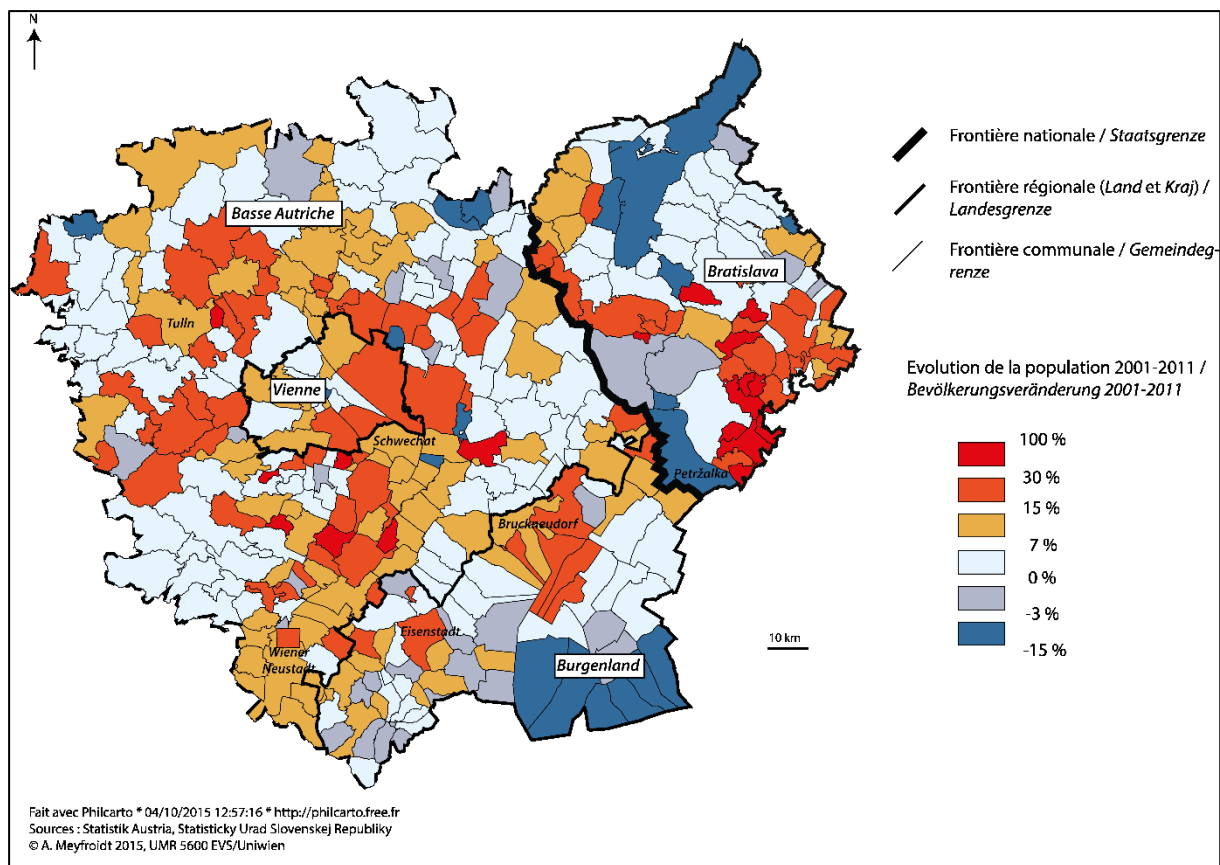 N
Basse Autriche
Tulln
Vienne
Schwechat
Bratislava
Petržalka
Bruckneudorf
Eisenstadt
Wiener
Neustadt
Burgenland
10 km
Frontière nationale / Staatsgrenze
Frontière régionale (Land et Kraj) /
Landesgrenze
Frontière communale / Gemeindeg-
renze
Evolution de la population 2001-2011 /
Bevölkerungsveränderung 2001-2011
100 %
30 %
15 %
7 %
0 %
-3 %
-15 %
Fait avec Philcarto * 04/10/2015 12:57:16 * http://philcarto.free.fr
Sources : Statistik Austria, Statisticky Urad Slovenskej Republiky
© A. Meyfroidt 2015, UMR 5600 EVS/Uniwien